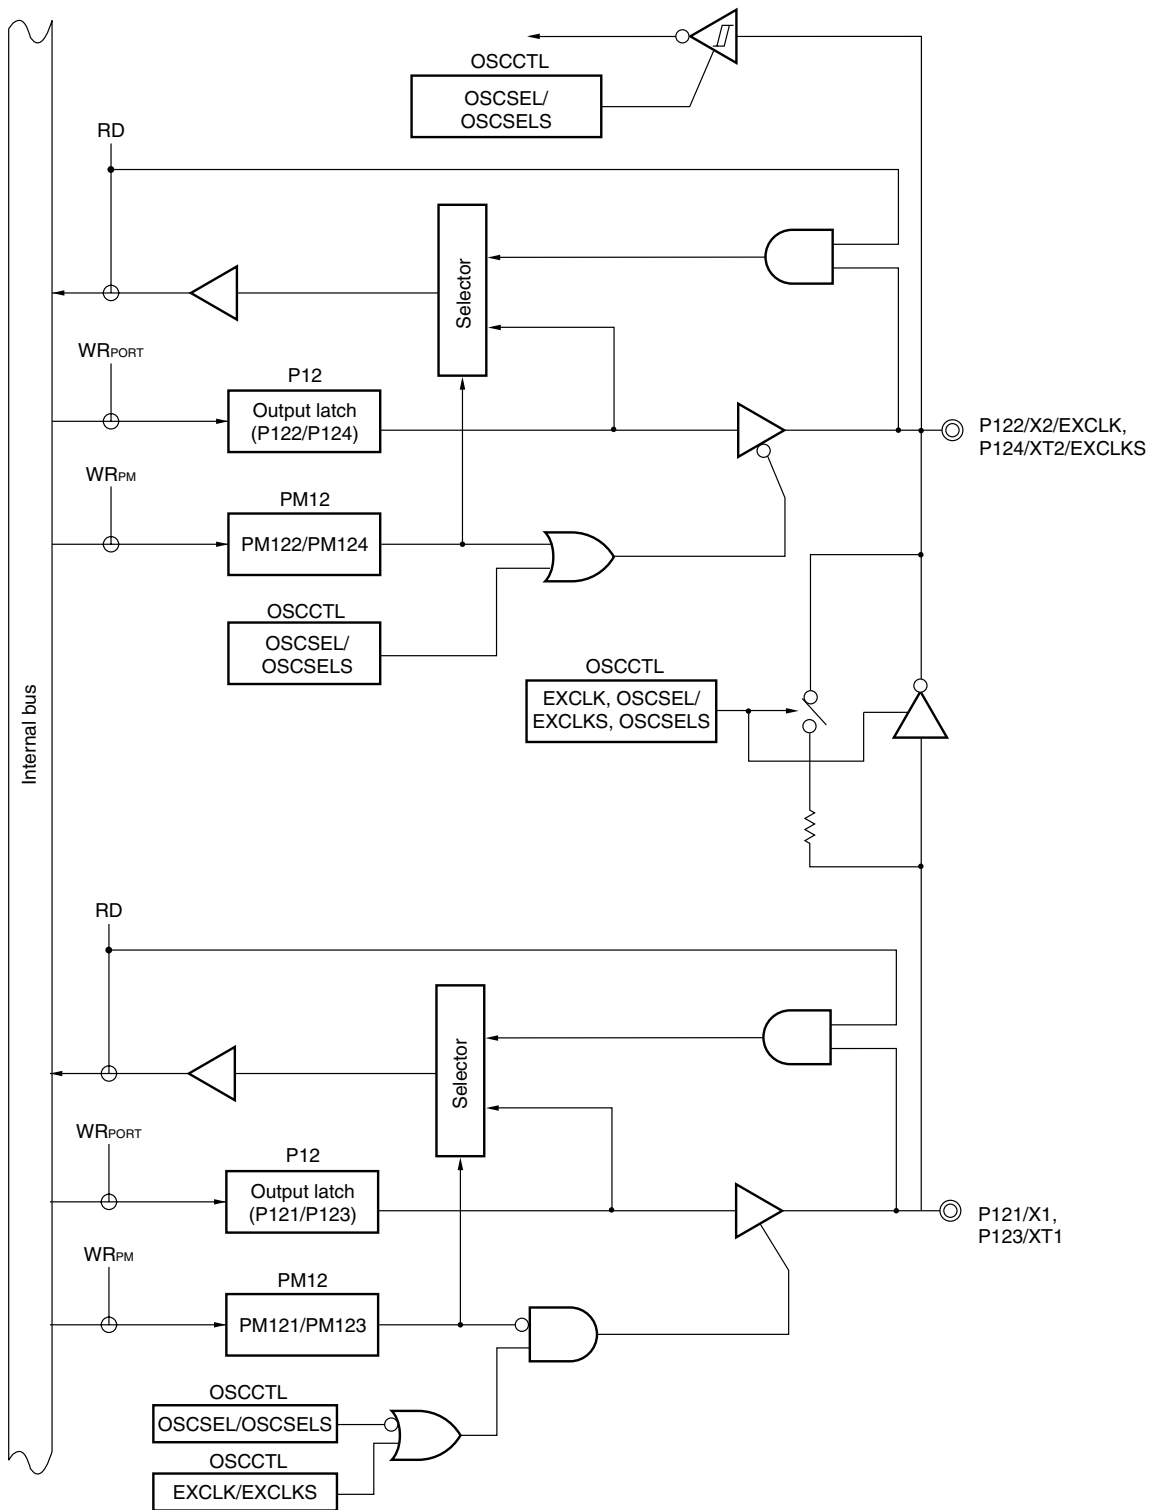 OSCCTL
OSCSEL/
OSCSELS
RD
Selector
WRPORT
P12
Output latch
(P122/P124)
P122/X2/EXCLK,
P124/XT2/EXCLKS
WRPM
PM12
PM122/PM124
OSCCTL
OSCSEL/
OSCSELS
OSCCTL
EXCLK, OSCSEL/
EXCLKS, OSCSELS
Internal bus
RD
Selector
WRPORT
P12
Output latch
(P121/P123)
P121/X1,
P123/XT1
WRPM
PM12
PM121/PM123
OSCCTL
OSCSEL/OSCSELS
OSCCTL
EXCLK/EXCLKS